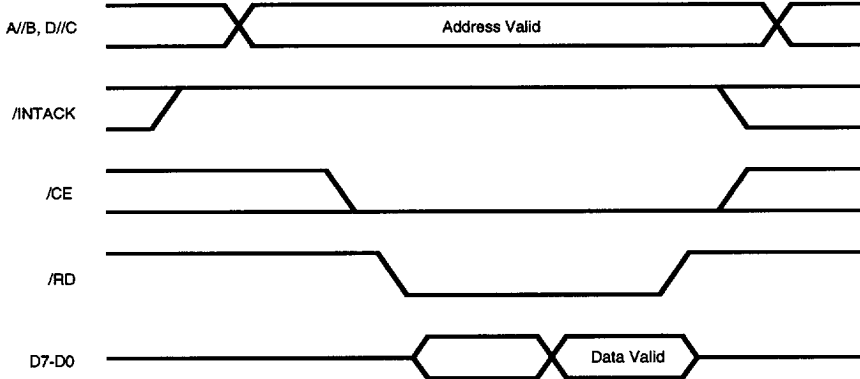 A//B, D//C
Address Valid
/INTACK
/CE
/RD
D7-D0
Data Valid